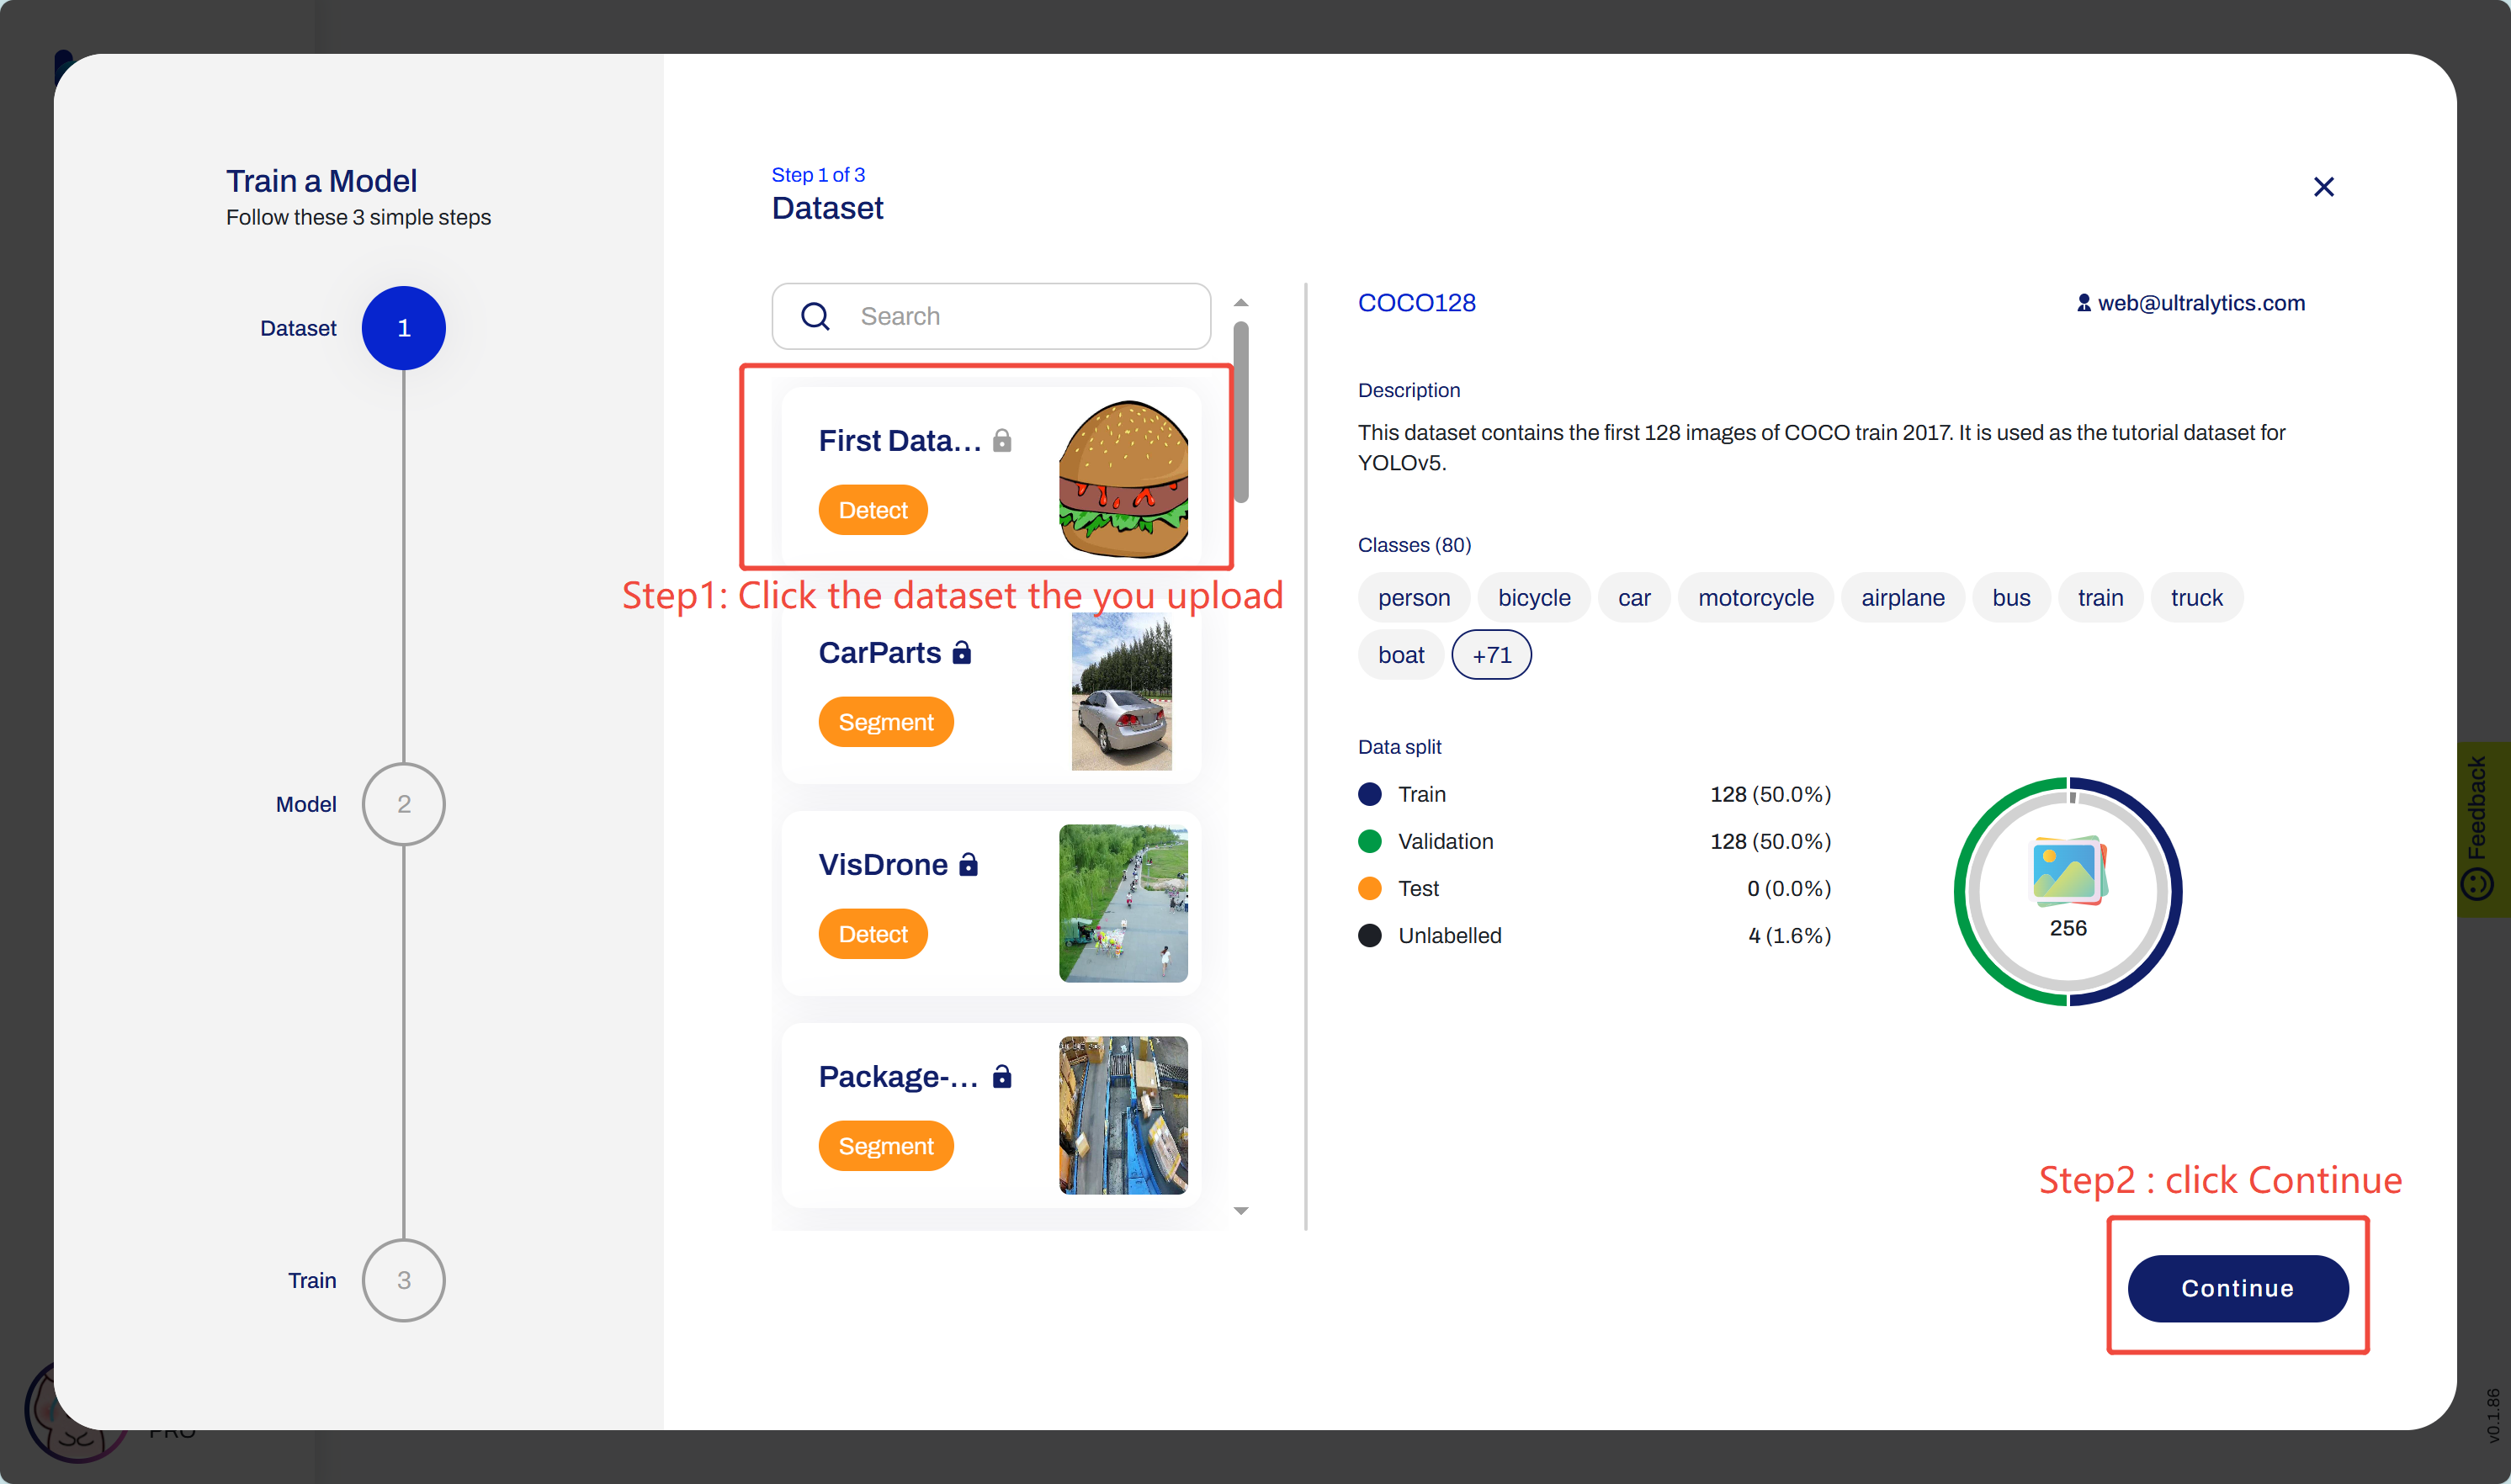 Train a Model
Follow these 3 simple steps
Dataset
1
Model
2
Train
3
Step 1 of 3
Dataset
Search
First Data...
Detect
Step1: Click the dataset the you upload
CarParts
Segment
VisDrone
Detect
Package-...
Segment
COCO128
web@ultralytics.com
Description
This dataset contains the first 128 images of COCO train 2017. It is used as the tutorial dataset for
YOLOv5.
Classes (80)
person bicycle car motorcycle airplane bus train truck
boat +71
Data split
Train 128 (50.0%)
Validation 128 (50.0%)
Test 0 (0.0%)
Unlabelled 4 (1.6%)
256
Step2 : click Continue
Continue
Feedback
PRO
v0.1.86